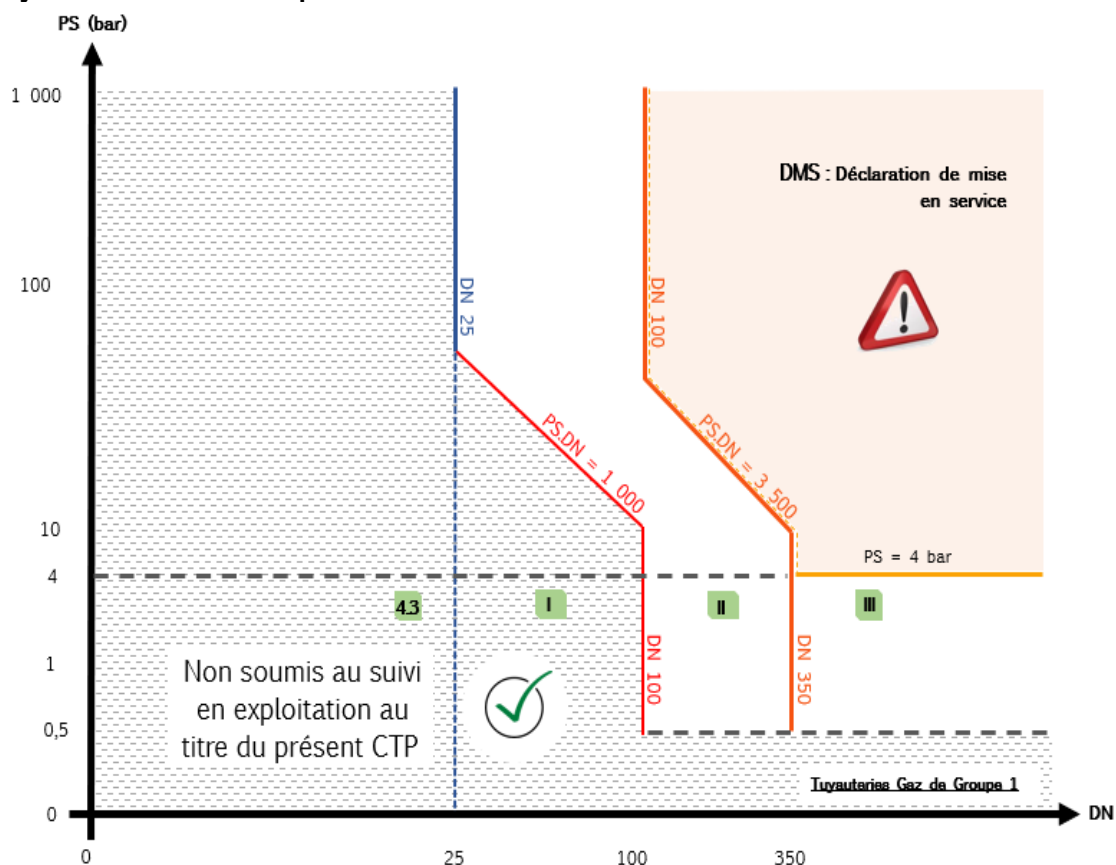 PS (bar)
1 000
DMS : Déclaration de mise
en service
100
DN 25
DN 100
PS.DN = 1 000
PS.DN = 3 500
10
PS = 4 bar
4
4.3
I
II
III
1
Non soumis au suivi
en exploitation au
titre du présent CTP
DN 100
DN 350
0,5
Tuyauteries Gaz de Groupe 1
0
DN
0
25
100
350